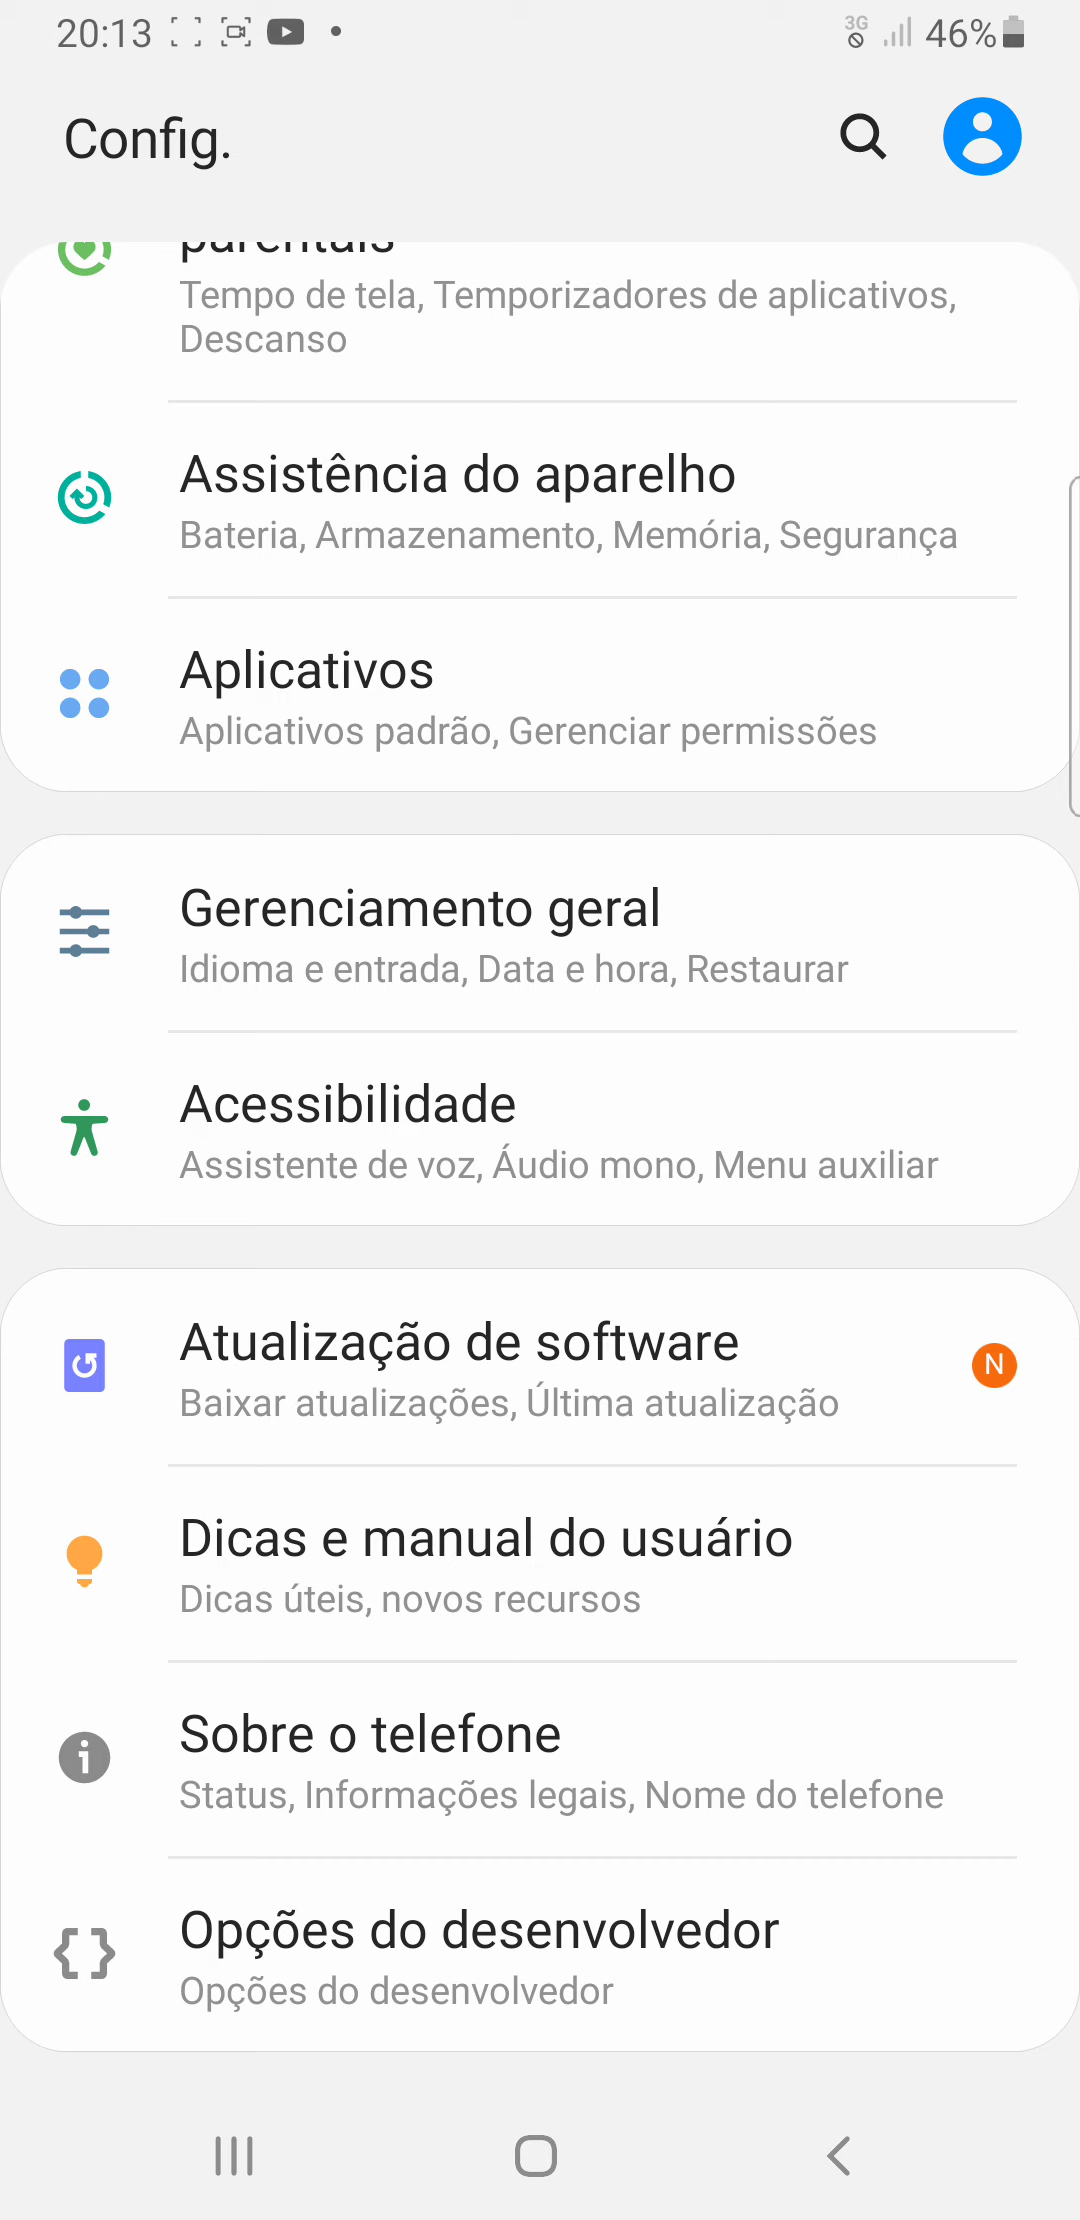 20:13
3G
46%
Config.
parentais
Tempo de tela, Temporizadores de aplicativos,
Descanso
Assistência do aparelho
Bateria, Armazenamento, Memória, Segurança
Aplicativos
Aplicativos padrão, Gerenciar permissões
Gerenciamento geral
Idioma e entrada, Data e hora, Restaurar
Acessibilidade
Assistente de voz, Áudio mono, Menu auxiliar
Atualização de software
N
Baixar atualizações, Última atualização
Dicas e manual do usuário
Dicas úteis, novos recursos
Sobre o telefone
Status, Informações legais, Nome do telefone
Opções do desenvolvedor
Opções do desenvolvedor